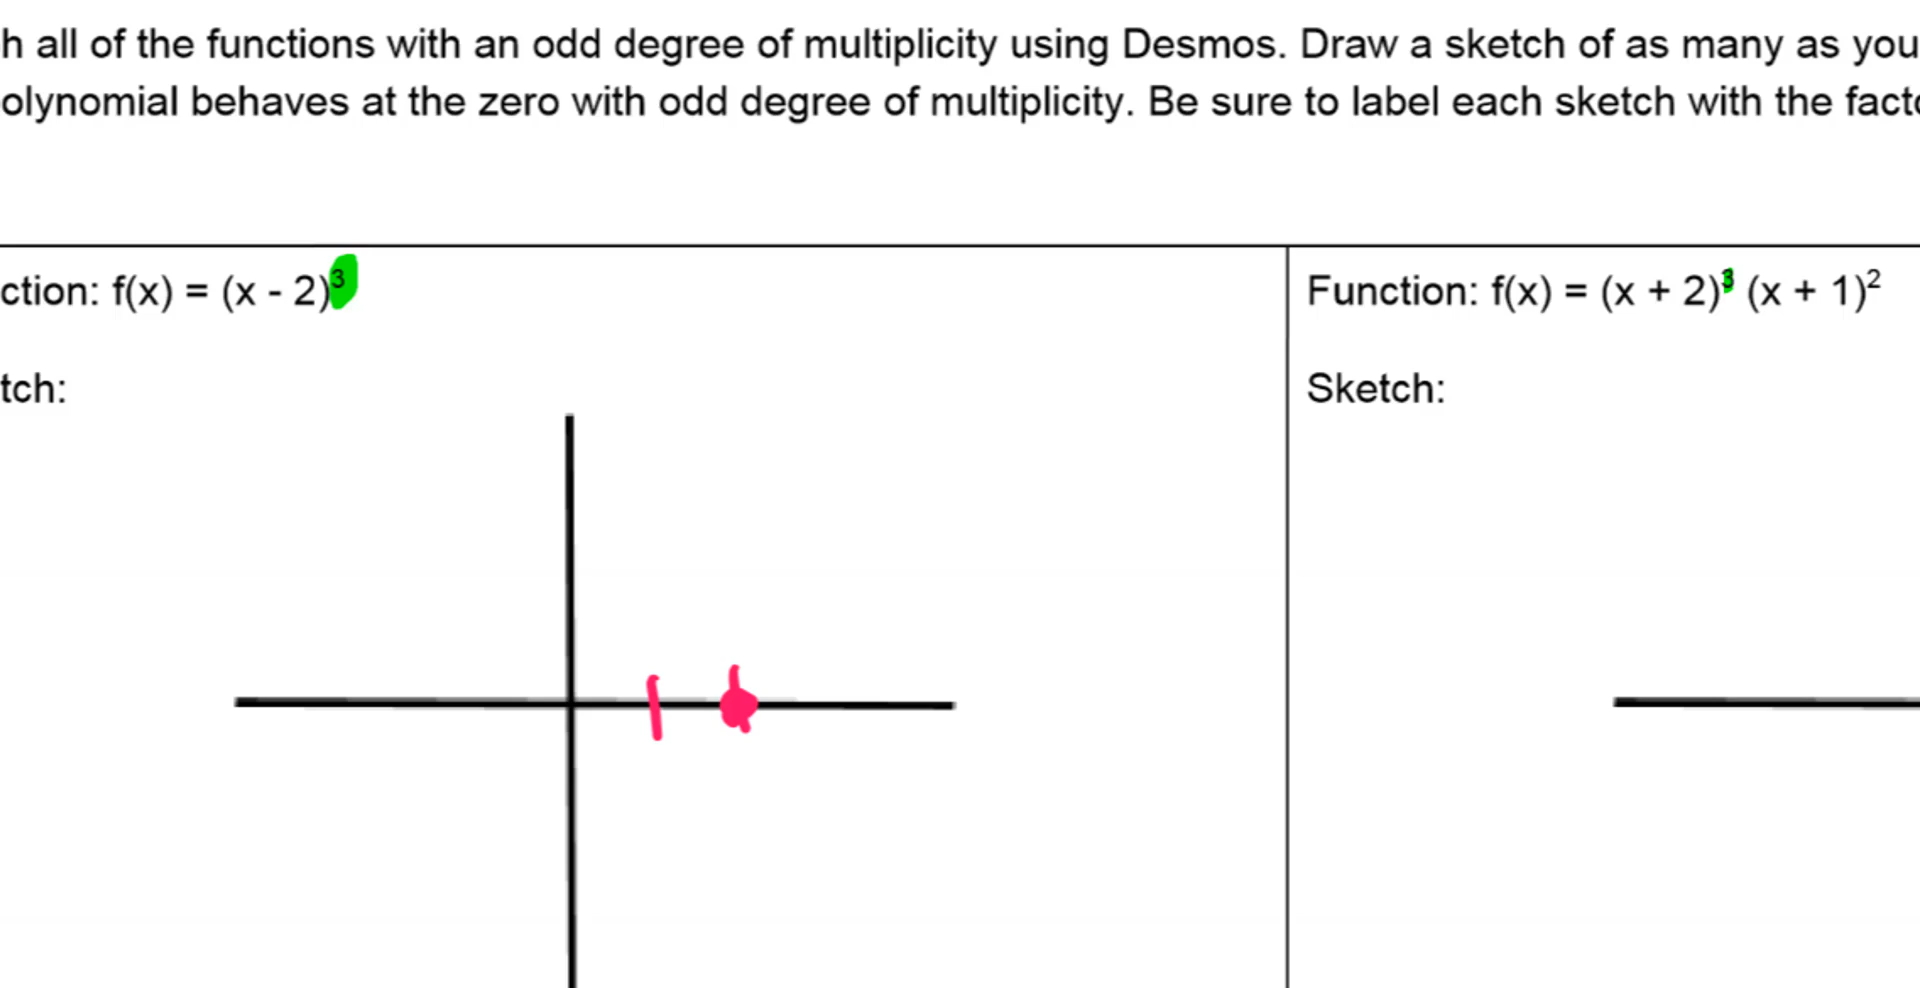 h all of the functions with an odd degree of multiplicity using Desmos. Draw a sketch of as many as you
olynomial behaves at the zero with odd degree of multiplicity. Be sure to label each sketch with the facto
ction: f(x) = (x - 2)³
tch:
Function: f(x) = (x + 2)³ (x + 1)²
Sketch: